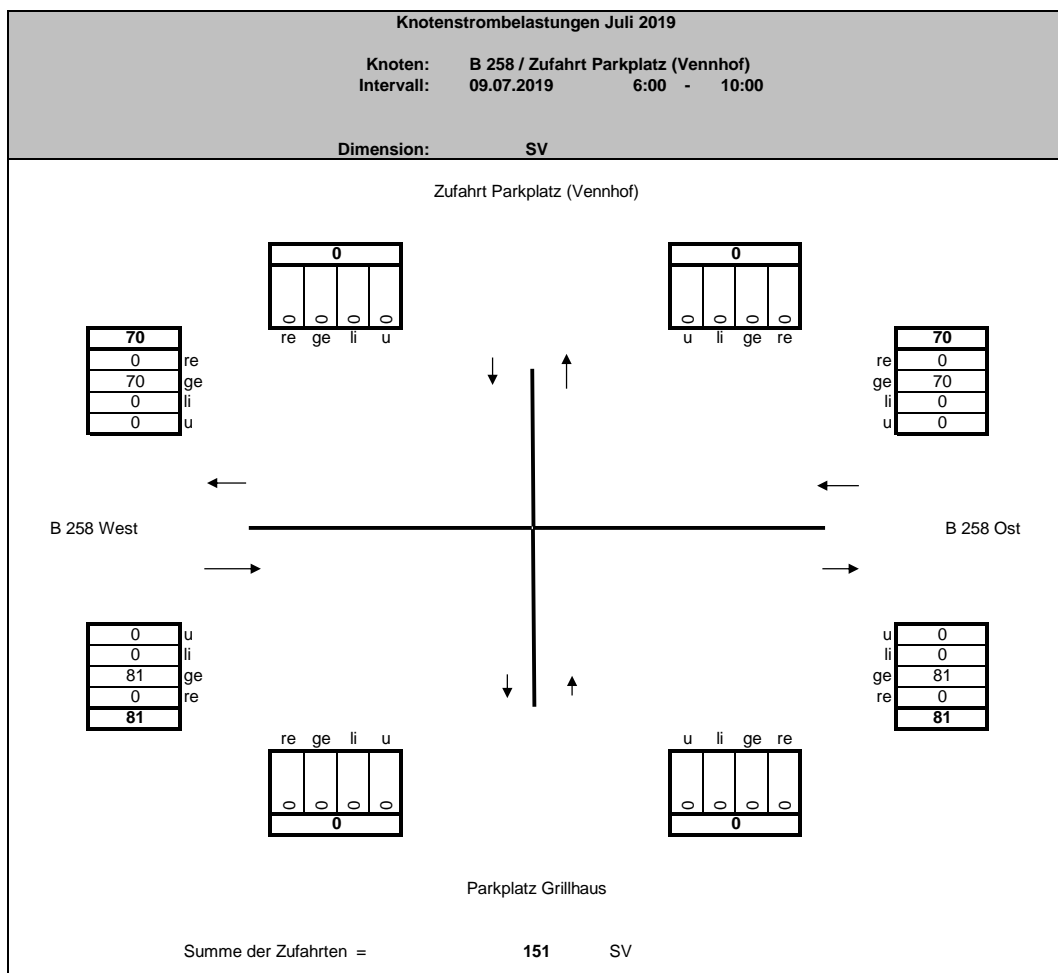 Knotenstrombelastungen Juli 2019
Knoten: B 258 / Zufahrt Parkplatz (Vennhof)
Intervall: 09.07.2019 6:00 - 10:00
Dimension: SV
Zufahrt Parkplatz (Vennhof)
0
0 0 0 0
re ge li u
0
0 0 0 0
u li ge re
70
0 re
70 ge
0 li
0 u
70
re 0
ge 70
li 0
u 0
B 258 West
B 258 Ost
0 u
0 li
81 ge
0 re
81
u 0
li 0
ge 81
re 0
81
re ge li u
0 0 0 0
0
u li ge re
0 0 0 0
0
Parkplatz Grillhaus
Summe der Zufahrten = 151 SV